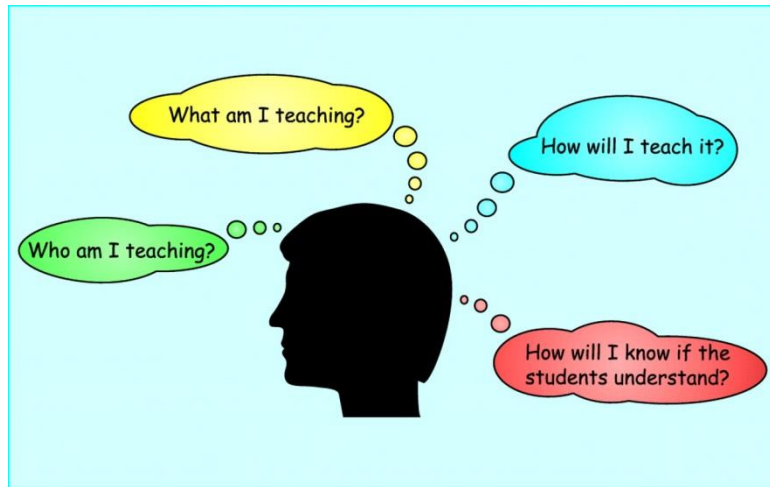 What am I teaching?
How will I teach it?
Who am I teaching?
How will I know if the
students understand?